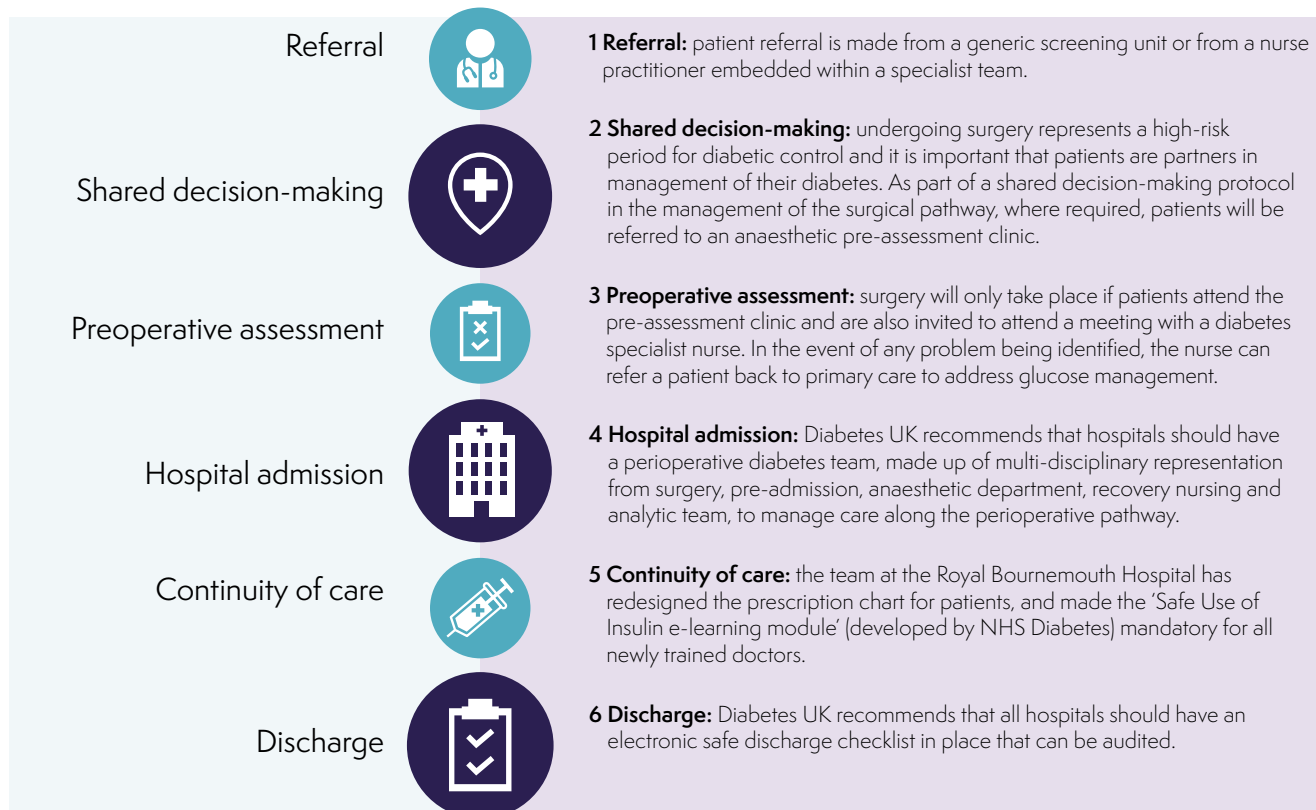 Referral
1 Referral: patient referral is made from a generic screening unit or from a nurse
practitioner embedded within a specialist team.
Shared decision-making
2 Shared decision-making: undergoing surgery represents a high-risk
period for diabetic control and it is important that patients are partners in
management of their diabetes. As part of a shared decision-making protocol
in the management of the surgical pathway, where required, patients will be
referred to an anaesthetic pre-assessment clinic.
Preoperative assessment
3 Preoperative assessment: surgery will only take place if patients attend the
pre-assessment clinic and are also invited to attend a meeting with a diabetes
specialist nurse. In the event of any problem being identified, the nurse can
refer a patient back to primary care to address glucose management.
Hospital admission
4 Hospital admission: Diabetes UK recommends that hospitals should have
a perioperative diabetes team, made up of multi-disciplinary representation
from surgery, pre-admission, anaesthetic department, recovery nursing and
analytic team, to manage care along the perioperative pathway.
Continuity of care
5 Continuity of care: the team at the Royal Bournemouth Hospital has
redesigned the prescription chart for patients, and made the ‘Safe Use of
Insulin e-learning module’ (developed by NHS Diabetes) mandatory for all
newly trained doctors.
Discharge
6 Discharge: Diabetes UK recommends that all hospitals should have an
electronic safe discharge checklist in place that can be audited.